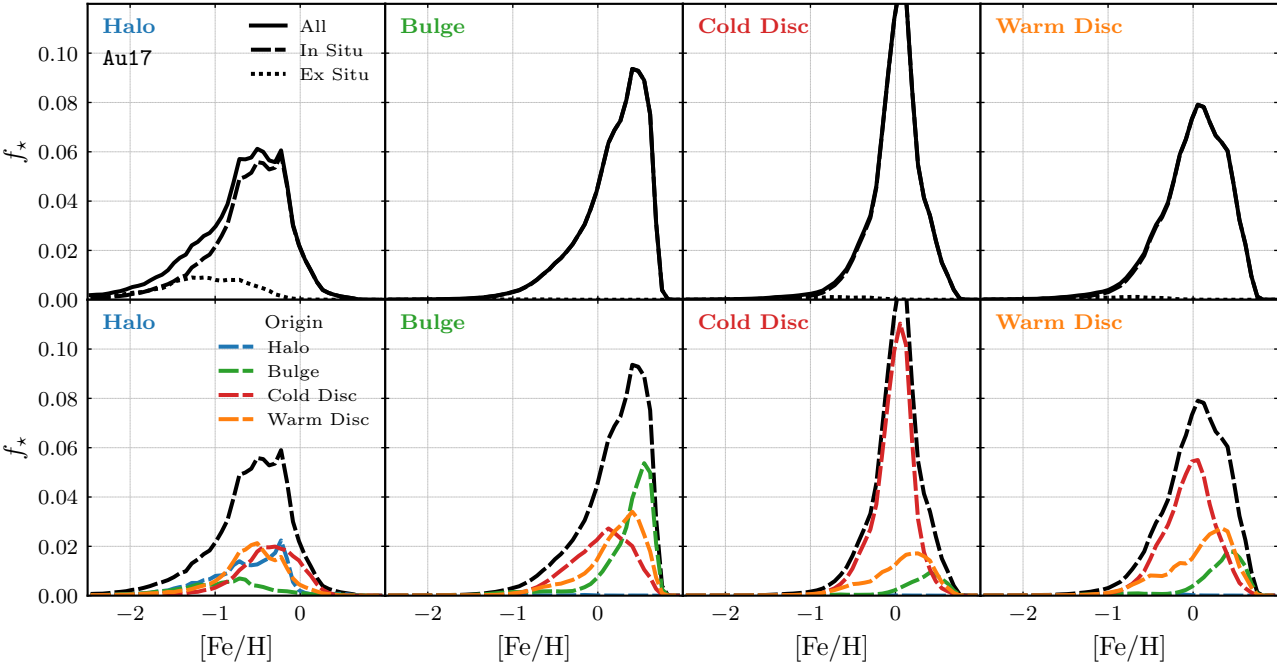 Halo
Au17
All
In Situ
Ex Situ
Bulge
Cold Disc
Warm Disc
0.10
0.08
0.06
0.04
0.02
0.00
f⋆
Halo
Origin
Halo
Bulge
Cold Disc
Warm Disc
Bulge
Cold Disc
Warm Disc
0.10
0.08
0.06
0.04
0.02
0.00
f⋆
−2 −1 0
−2 −1 0
−2 −1 0
−2 −1 0
[Fe/H]
[Fe/H]
[Fe/H]
[Fe/H]